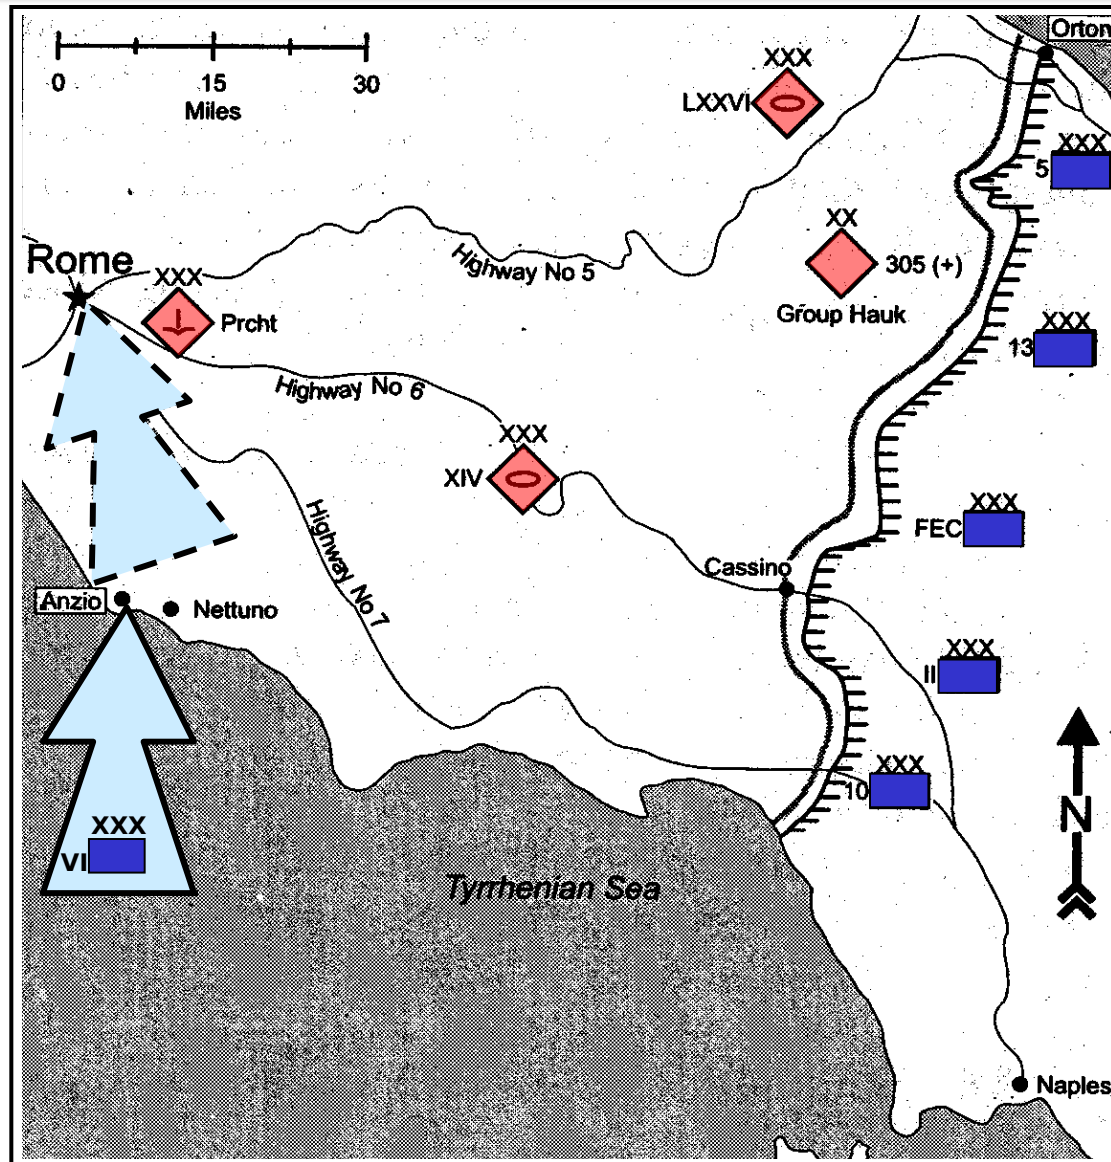 Orton
0 15 30
Miles
XXX
LXXVI
XXX
5
XX
305 (+)
Group Hauk
Highway No 5
Rome
XXX
Prcht
XXX
13
Highway No 6
XXX
XIV
Highway No 7
XXX
FEC
Cassino
Anzio
Nettuno
XXX
II
XXX
10
N
XXX
VI
Tyrrhenian Sea
Naples